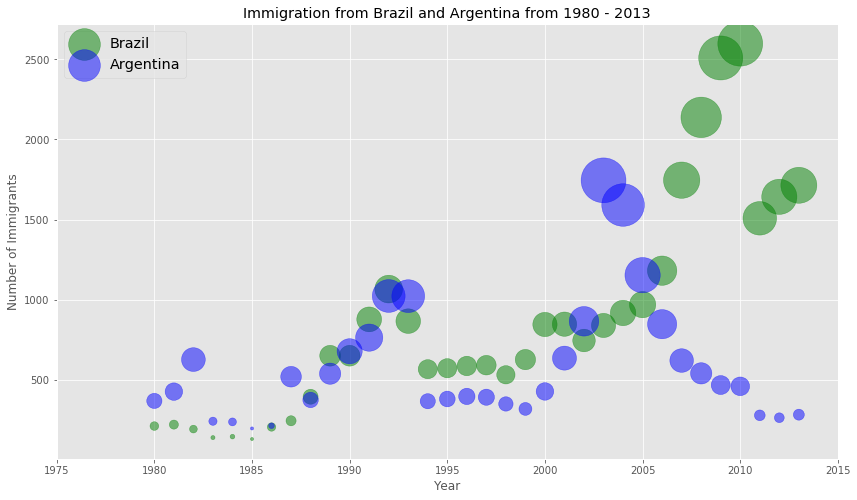 Immigration from Brazil and Argentina from 1980 - 2013
Brazil
Argentina
Number of Immigrants
2500
2000
1500
1000
500
1975 1980 1985 1990 1995 2000 2005 2010 2015
Year